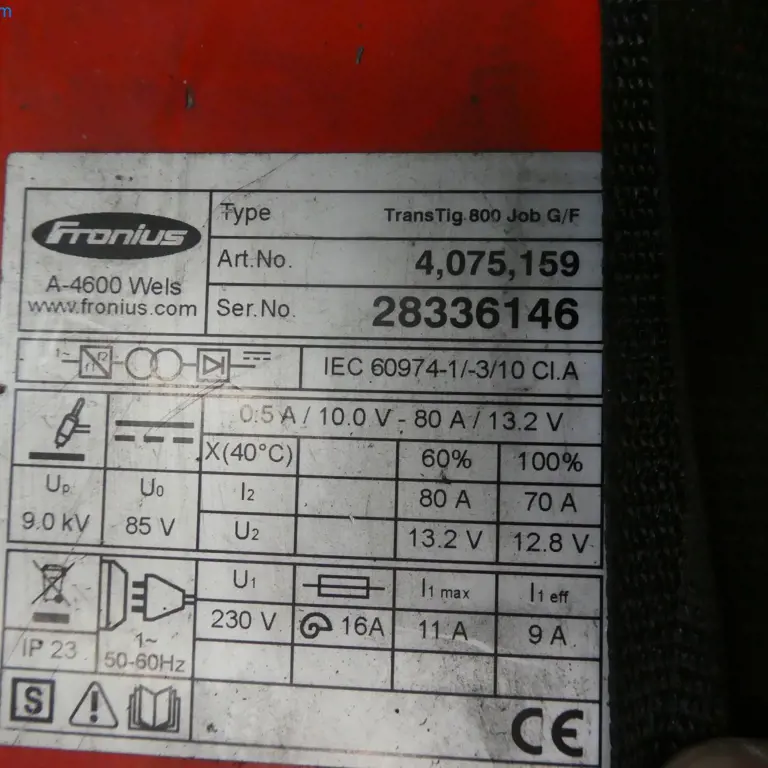 m
Fronius
A-4600 Wels
www.fronius.com
Type TransTig 800 Job G/F
Art.No. 4,075,159
Ser.No. 28336146
1~
IEC 60974-1/-3/10 Cl.A
0.5 A / 10.0 V - 80 A / 13.2 V
X(40°C) 60% 100%
I2 80 A 70 A
U2 13.2 V 12.8 V
Up
9.0 kV
U0
85 V
U1 I1 max I1 eff
230 V 16A 11 A 9 A
IP 23
1~
50-60Hz
S
CE